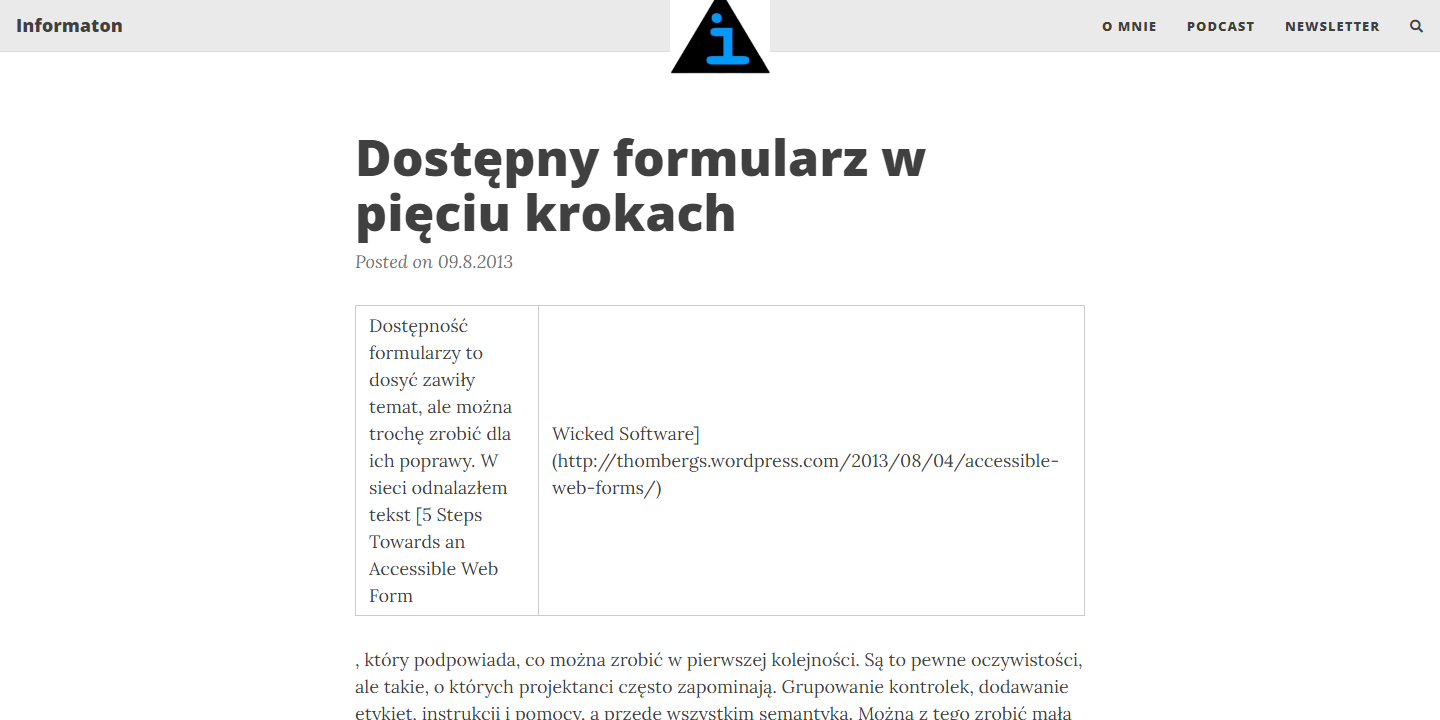 Informaton
i
O MNIE PODCAST NEWSLETTER
Dostępny formularz w
pięciu krokach
Posted on 09.8.2013
Dostępność
formularzy to
dosyć zawiły
temat, ale można
trochę zrobić dla
ich poprawy. W
sieci odnalazłem
tekst [5 Steps
Towards an
Accessible Web
Form
Wicked Software]
(http://thombergs.wordpress.com/2013/08/04/accessible-
web-forms/)
, który podpowiada, co można zrobić w pierwszej kolejności. Są to pewne oczywistości,
ale takie, o których projektanci często zapominają. Grupowanie kontrolek, dodawanie
etykiet, instrukcji i pomocy, a przede wszystkim semantyka. Można z tego zrobić małą